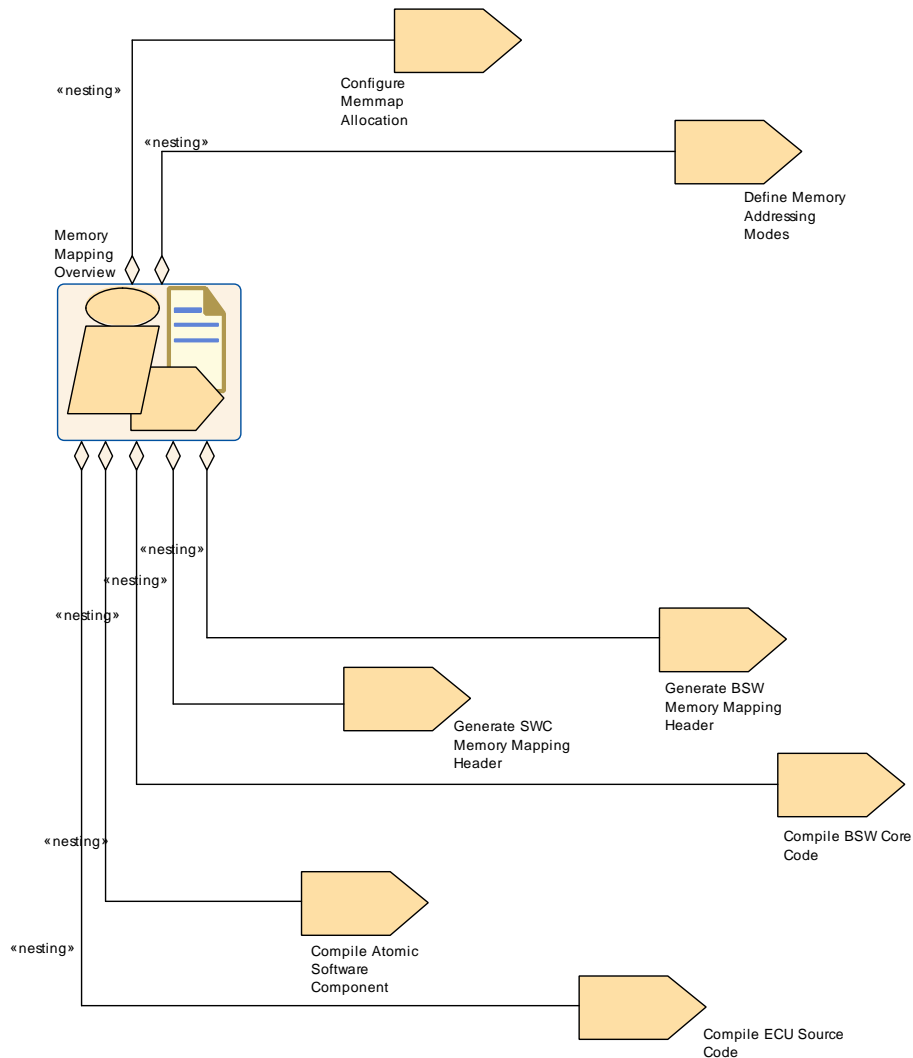 «nesting»
Configure
Memmap
Allocation
«nesting»
Define Memory
Addressing
Modes
Memory
Mapping
Overview
«nesting»
«nesting»
«nesting»
Generate BSW
Memory Mapping
Header
Generate SWC
Memory Mapping
Header
Compile BSW Core
Code
«nesting»
Compile Atomic
Software
Component
«nesting»
Compile ECU Source
Code